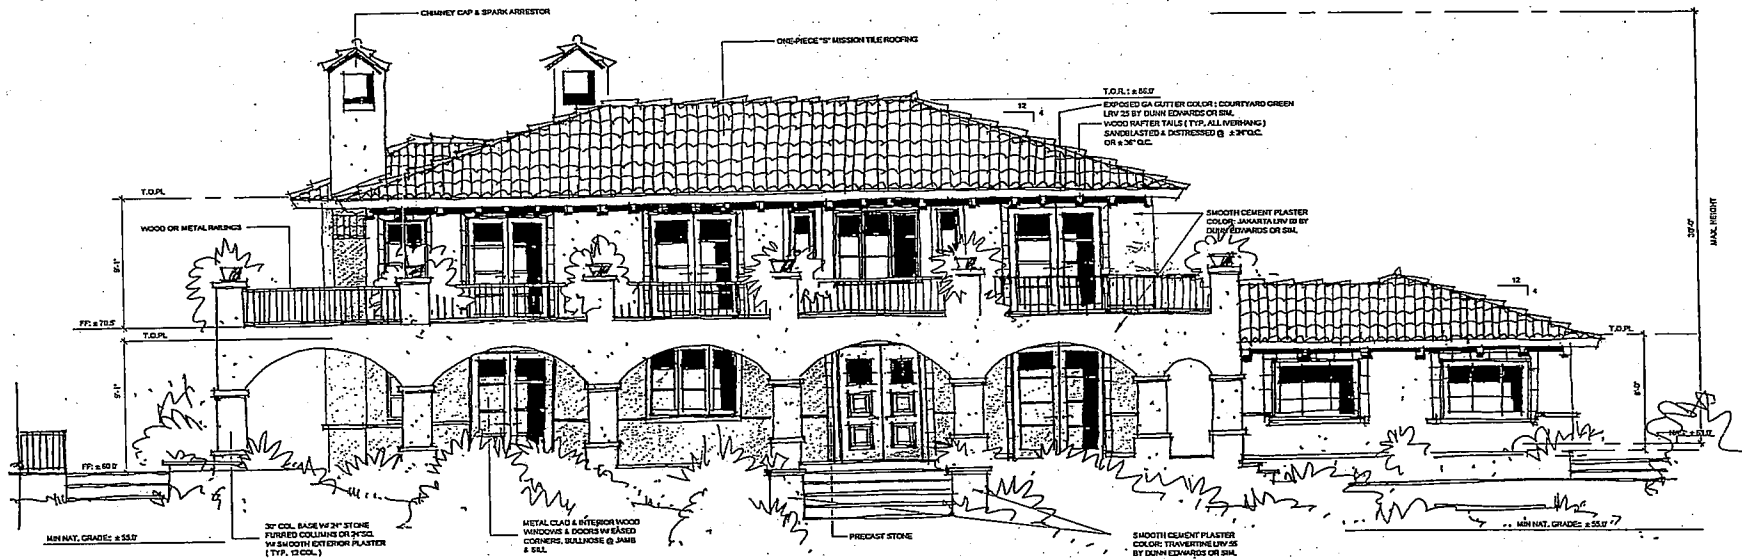 CHIMNEY CAP & SPARK ARRESTOR
ONE-PIECE "S" MISSION TILE ROOFING
T.O.R.: ± 86.0'
EXPOSED GA GUTTER COLOR: COURTYARD GREEN
LRV 25 BY DUNN EDWARDS OR SIM.
WOOD RAFTER TAILS (TYP. ALL IVERHANG)
SANDBLASTED & DISTRESSED @ ± 24" O.C.
OR ± 36" O.C.
12
4
T.O.PL
WOOD OR METAL RAILINGS
SMOOTH CEMENT PLASTER
COLOR: JAKARTA LRV 63 BY
DUNN EDWARDS OR SIM.
30'-0"
MAX. HEIGHT
9'-1"
12
4
FF: ± 70.5'
T.O.PL
T.O.PL
9'-1"
8'-0"
FF: ± 60.0'
MIN NAT. GRADE: ± 55.0'
30" COL. BASE W/ 24" STONE
FURRED COLUMNS OR 24" SQ.
W/ SMOOTH EXTERIOR PLASTER
(TYP. 12 COL.)
METAL CLAD & INTERIOR WOOD
WINDOWS & DOORS W/ EASED
CORNERS, BULLNOSE @ JAMB
& SILL
PRECAST STONE
SMOOTH CEMENT PLASTER
COLOR: TRAVERTINE LRV 55
BY DUNN EDWARDS OR SIM.
MIN NAT. GRADE: ± 55.0'